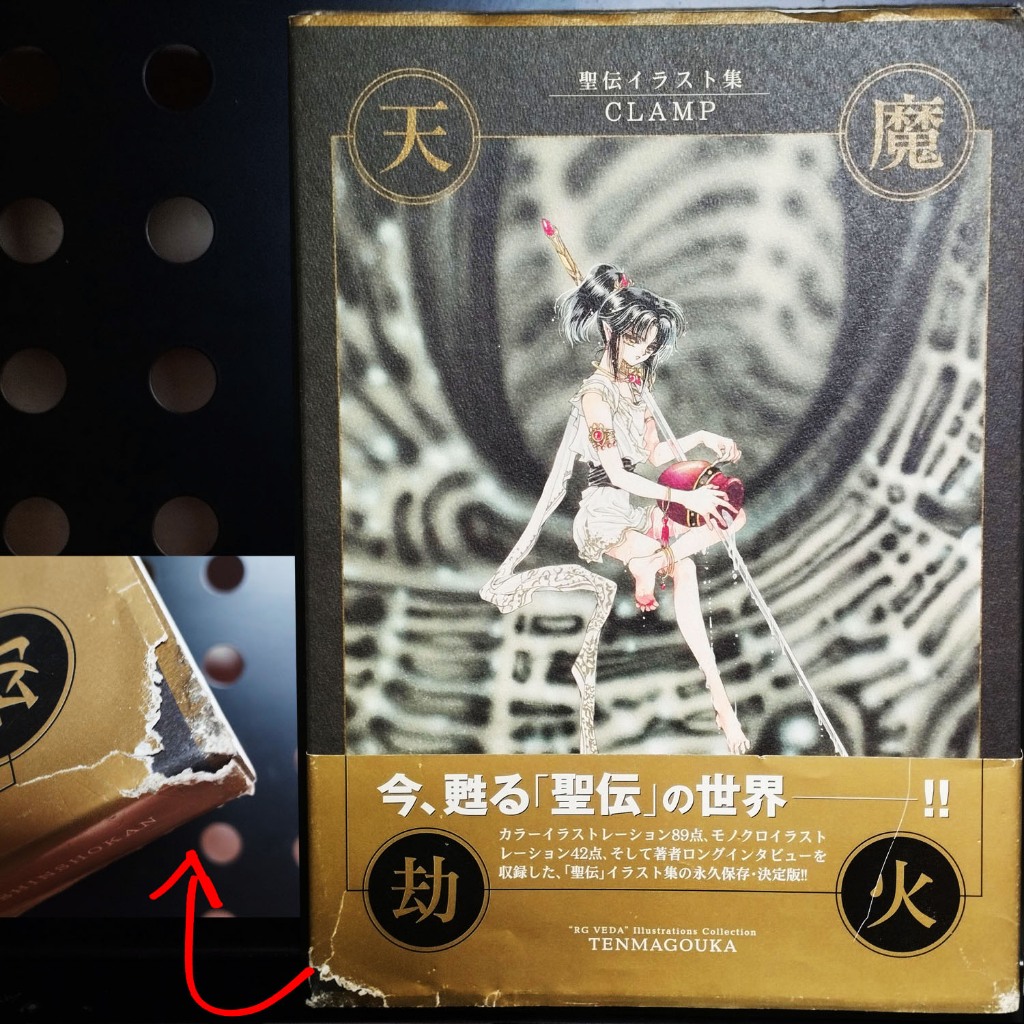 聖伝イラスト集
CLAMP
天
魔
今、甦る「聖伝」の世界――!!
カラーイラストレーション89点、モノクロイラスト
レーション42点、そして著者ロングインタビューを
収録した、「聖伝」イラスト集の永久保存・決定版!!
劫
火
"RG VEDA" Illustrations Collection
TENMAGOUKA
SHINSHOKAN